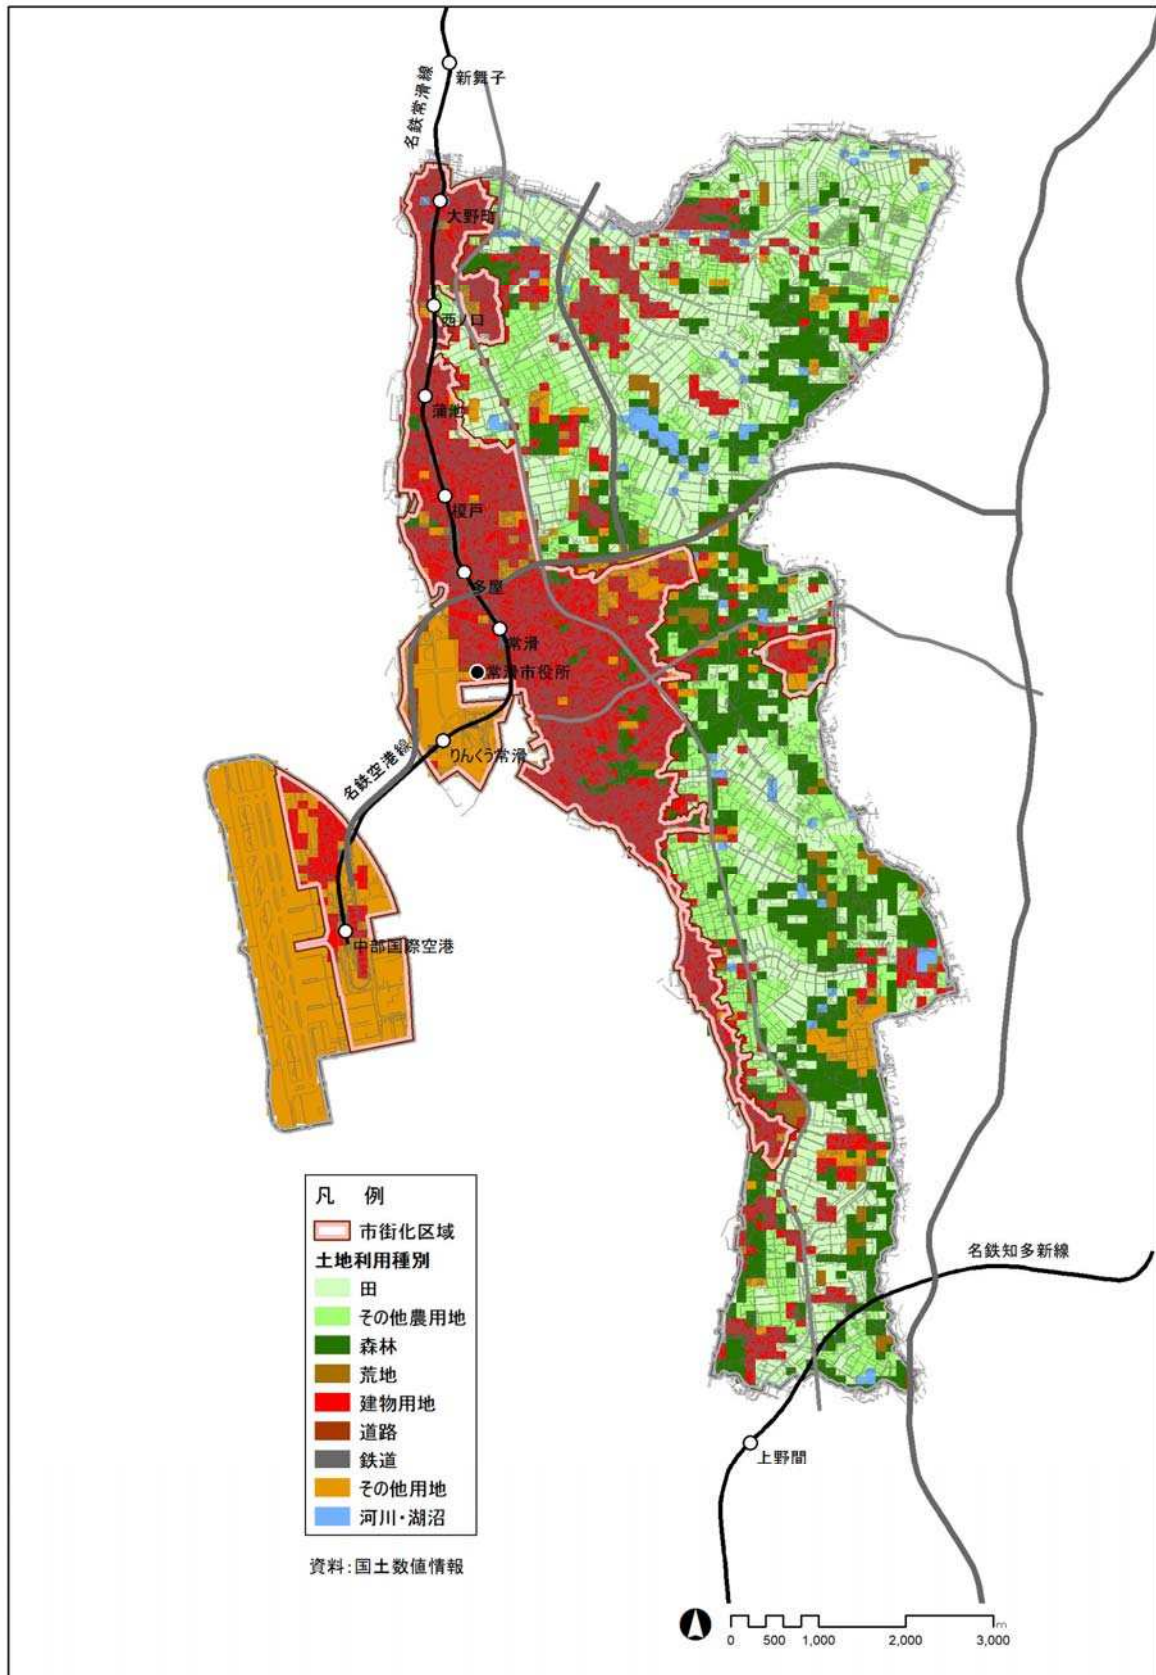 新舞子
名鉄常滑線
大野町
西ノ口
蒲池
榎戸
多屋
常滑
常滑市役所
りんくう常滑
名鉄空港線
中部国際空港
凡 例
市街化区域
土地利用種別
田
その他農用地
森林
荒地
建物用地
道路
鉄道
その他用地
河川・湖沼
資料:国土数値情報
名鉄知多新線
上野間
0 500 1,000 2,000 3,000 m